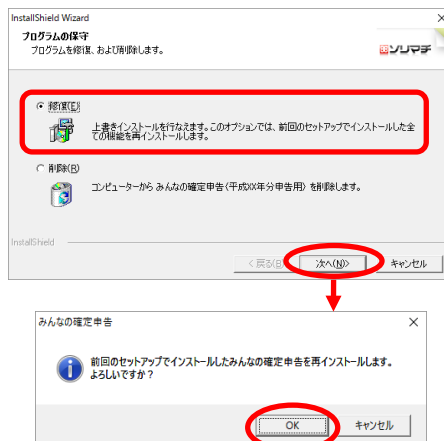 InstallShield Wizard
プログラムの保守
プログラムを修復、および削除します。
ソリマチ
修復(E)
上書きインストールを行なえます。このオプションでは、前回のセットアップでインストールした全
ての機能を再インストールします。
削除(R)
コンピューターから みんなの確定申告〈平成XX年分申告用〉 を削除します。
InstallShield
< 戻る(B)
次へ(N)>
キャンセル
みんなの確定申告
前回のセットアップでインストールしたみんなの確定申告を再インストールします。
よろしいですか？
OK
キャンセル